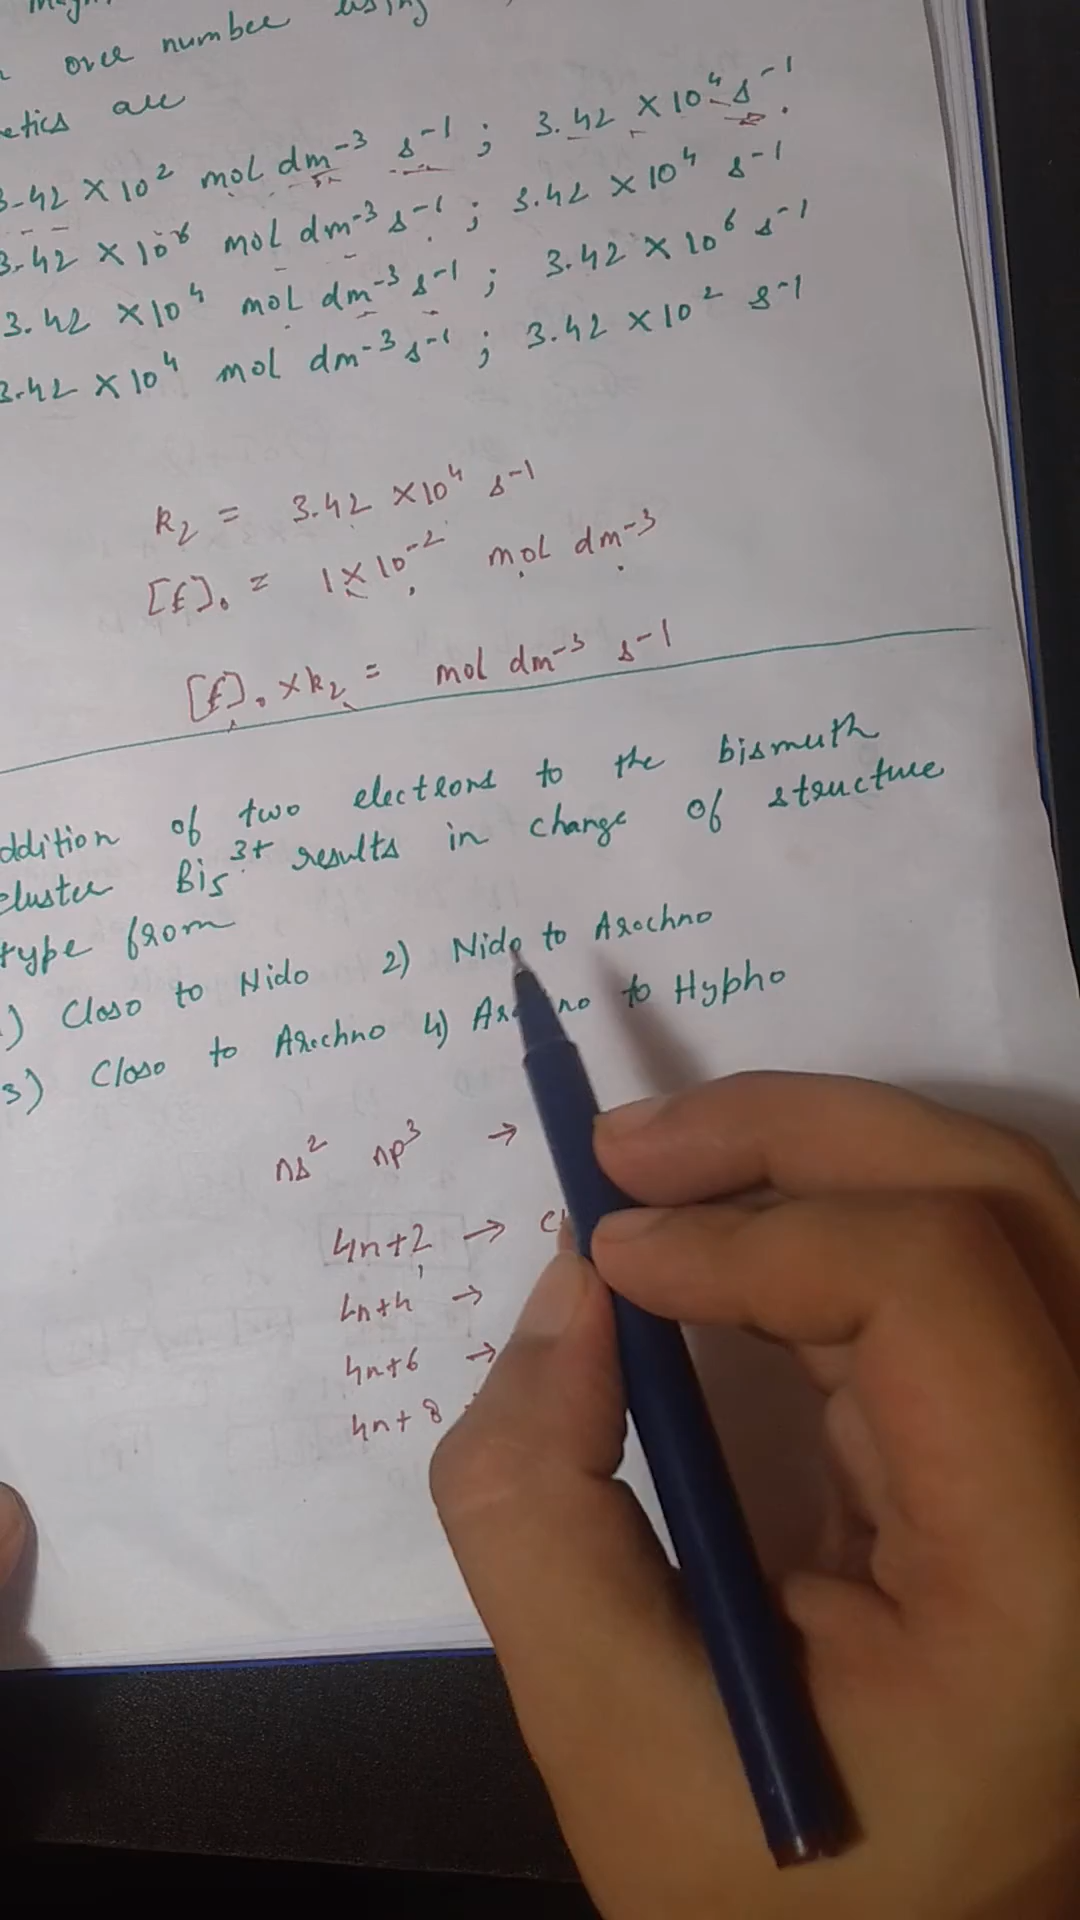 over number using
etics are
3.42 × 10² mol dm⁻³ s⁻¹ ; 3.42 × 10⁴ s⁻¹.
3.42 × 10⁶ mol dm⁻³ s⁻¹ ; 3.42 × 10⁴ s⁻¹
3.42 × 10⁴ mol dm⁻³ s⁻¹ ; 3.42 × 10⁶ s⁻¹
3.42 × 10⁴ mol dm⁻³ s⁻¹ ; 3.42 × 10² s⁻¹
k₂ = 3.42 × 10⁴ s⁻¹
[E]₀ = 1 × 10⁻² mol dm⁻³
[E]₀ × k₂ = mol dm⁻³ s⁻¹
ddition of two electrons to the bismuth
cluster Bi₅³⁺ results in change of structure
type from
) Closo to Nido 2) Nido to Arachno
3) Closo to Arachno 4) to Hypho
ns² np³ →
4n+2 →
4n+4 →
4n+6 →
4n+8